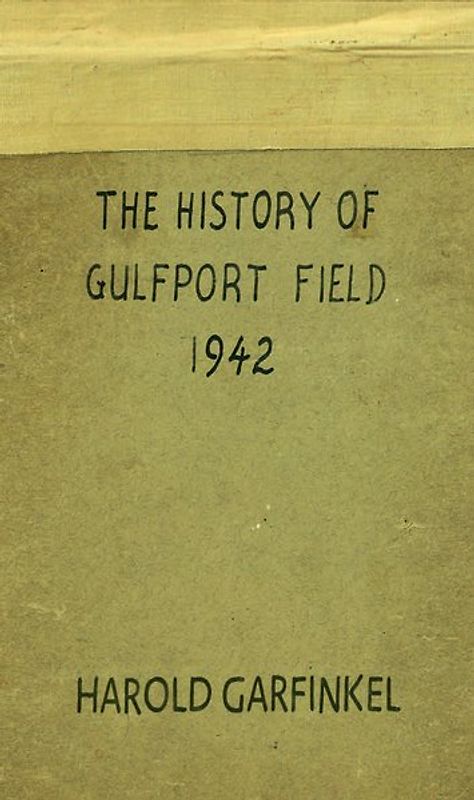 THE HISTORY OF
GULFPORT FIELD
1942
HAROLD GARFINKEL